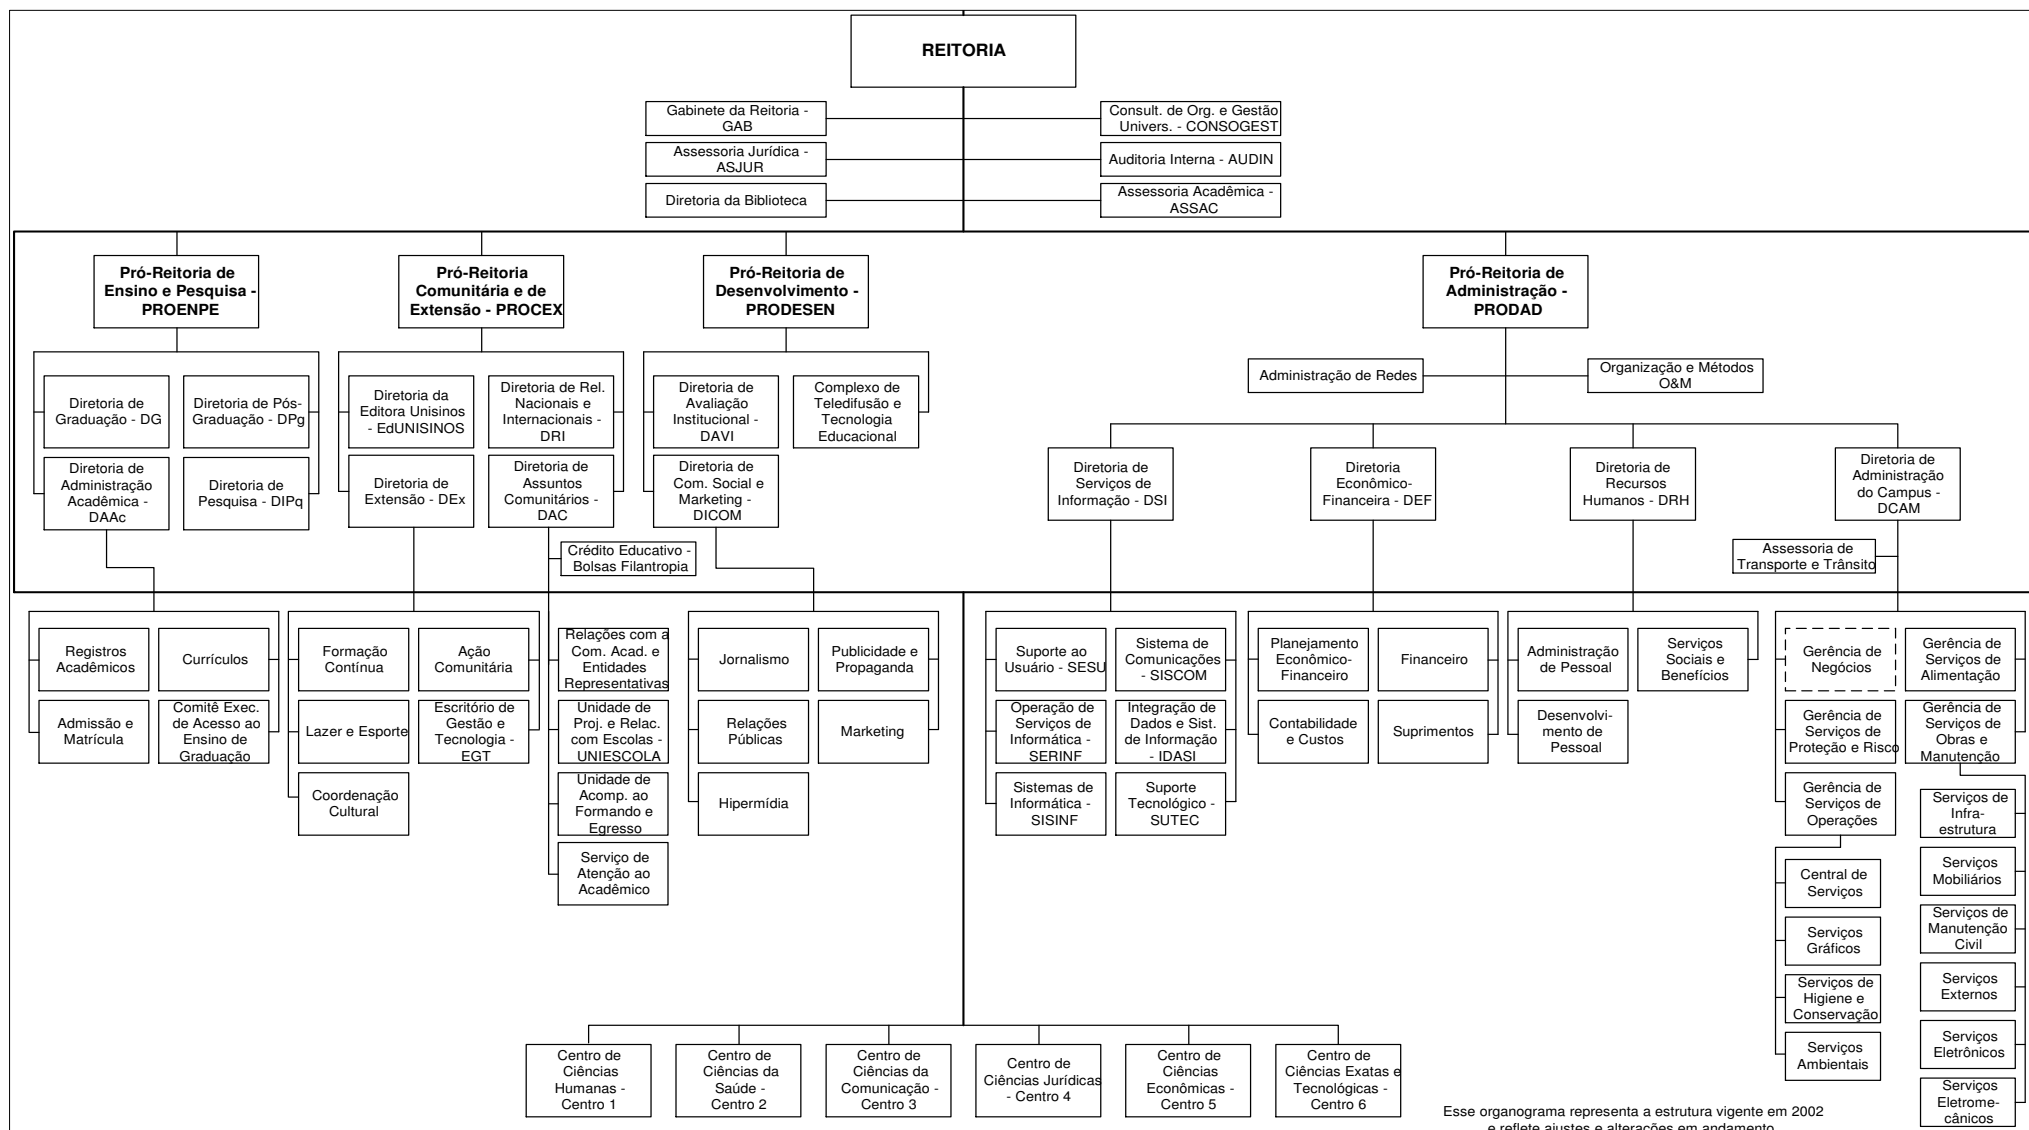 REITORIA
Gabinete da Reitoria -
GAB
Consult. de Org. e Gestão
Univers. - CONSOGEST
Assessoria Jurídica -
ASJUR
Auditoria Interna - AUDIN
Diretoria da Biblioteca
Assessoria Acadêmica -
ASSAC
Pró-Reitoria de
Ensino e Pesquisa -
PROENPE
Pró-Reitoria
Comunitária e de
Extensão - PROCEX
Pró-Reitoria de
Desenvolvimento -
PRODESEN
Pró-Reitoria de
Administração -
PRODAD
Diretoria de
Graduação - DG
Diretoria de Pós-
Graduação - DPg
Diretoria da
Editora Unisinos
- EdUNISINOS
Diretoria de Rel.
Nacionais e
Internacionais -
DRI
Diretoria de
Avaliação
Institucional -
DAVI
Complexo de
Teledifusão e
Tecnologia
Educacional
Administração de Redes
Organização e Métodos
O&M
Diretoria de
Administração
Acadêmica -
DAAc
Diretoria de
Pesquisa - DIPq
Diretoria de
Extensão - DEx
Diretoria de
Assuntos
Comunitários -
DAC
Diretoria de
Com. Social e
Marketing -
DICOM
Diretoria de
Serviços de
Informação - DSI
Diretoria
Econômico-
Financeira - DEF
Diretoria de
Recursos
Humanos - DRH
Diretoria de
Administração
do Campus -
DCAM
Crédito Educativo -
Bolsas Filantropia
Assessoria de
Transporte e Trânsito
Registros
Acadêmicos
Currículos
Formação
Contínua
Ação
Comunitária
Relações com a
Com. Acad. e
Entidades
Representativas
Jornalismo
Publicidade e
Propaganda
Suporte ao
Usuário - SESU
Sistema de
Comunicações
- SISCOM
Planejamento
Econômico-
Financeiro
Financeiro
Administração
de Pessoal
Serviços
Sociais e
Benefícios
Gerência de
Negócios
Gerência de
Serviços de
Alimentação
Admissão e
Matrícula
Comitê Exec.
de Acesso ao
Ensino de
Graduação
Lazer e Esporte
Escritório de
Gestão e
Tecnologia -
EGT
Unidade de
Proj. e Relac.
com Escolas -
UNIESCOLA
Relações
Públicas
Marketing
Operação de
Serviços de
Informática -
SERINF
Integração de
Dados e Sist.
de Informação
- IDASI
Contabilidade
e Custos
Suprimentos
Desenvolvi-
mento de
Pessoal
Gerência de
Serviços de
Proteção e Risco
Gerência de
Serviços de
Obras e
Manutenção
Coordenação
Cultural
Unidade de
Acomp. ao
Formando e
Egresso
Hipermídia
Sistemas de
Informática -
SISINF
Suporte
Tecnológico -
SUTEC
Gerência de
Serviços de
Operações
Serviços de
Infra-
estrutura
Serviço de
Atenção ao
Acadêmico
Central de
Serviços
Serviços
Mobiliários
Serviços
Gráficos
Serviços de
Manutenção
Civil
Serviços de
Higiene e
Conservação
Serviços
Externos
Serviços
Ambientais
Serviços
Eletrônicos
Serviços
Eletrome-
cânicos
Centro de
Ciências
Humanas -
Centro 1
Centro de
Ciências da
Saúde -
Centro 2
Centro de
Ciências da
Comunicação -
Centro 3
Centro de
Ciências Jurídicas
- Centro 4
Centro de
Ciências
Econômicas -
Centro 5
Centro de
Ciências Exatas e
Tecnológicas -
Centro 6
Esse organograma representa a estrutura vigente em 2002
e reflete ajustes e alterações em andamento